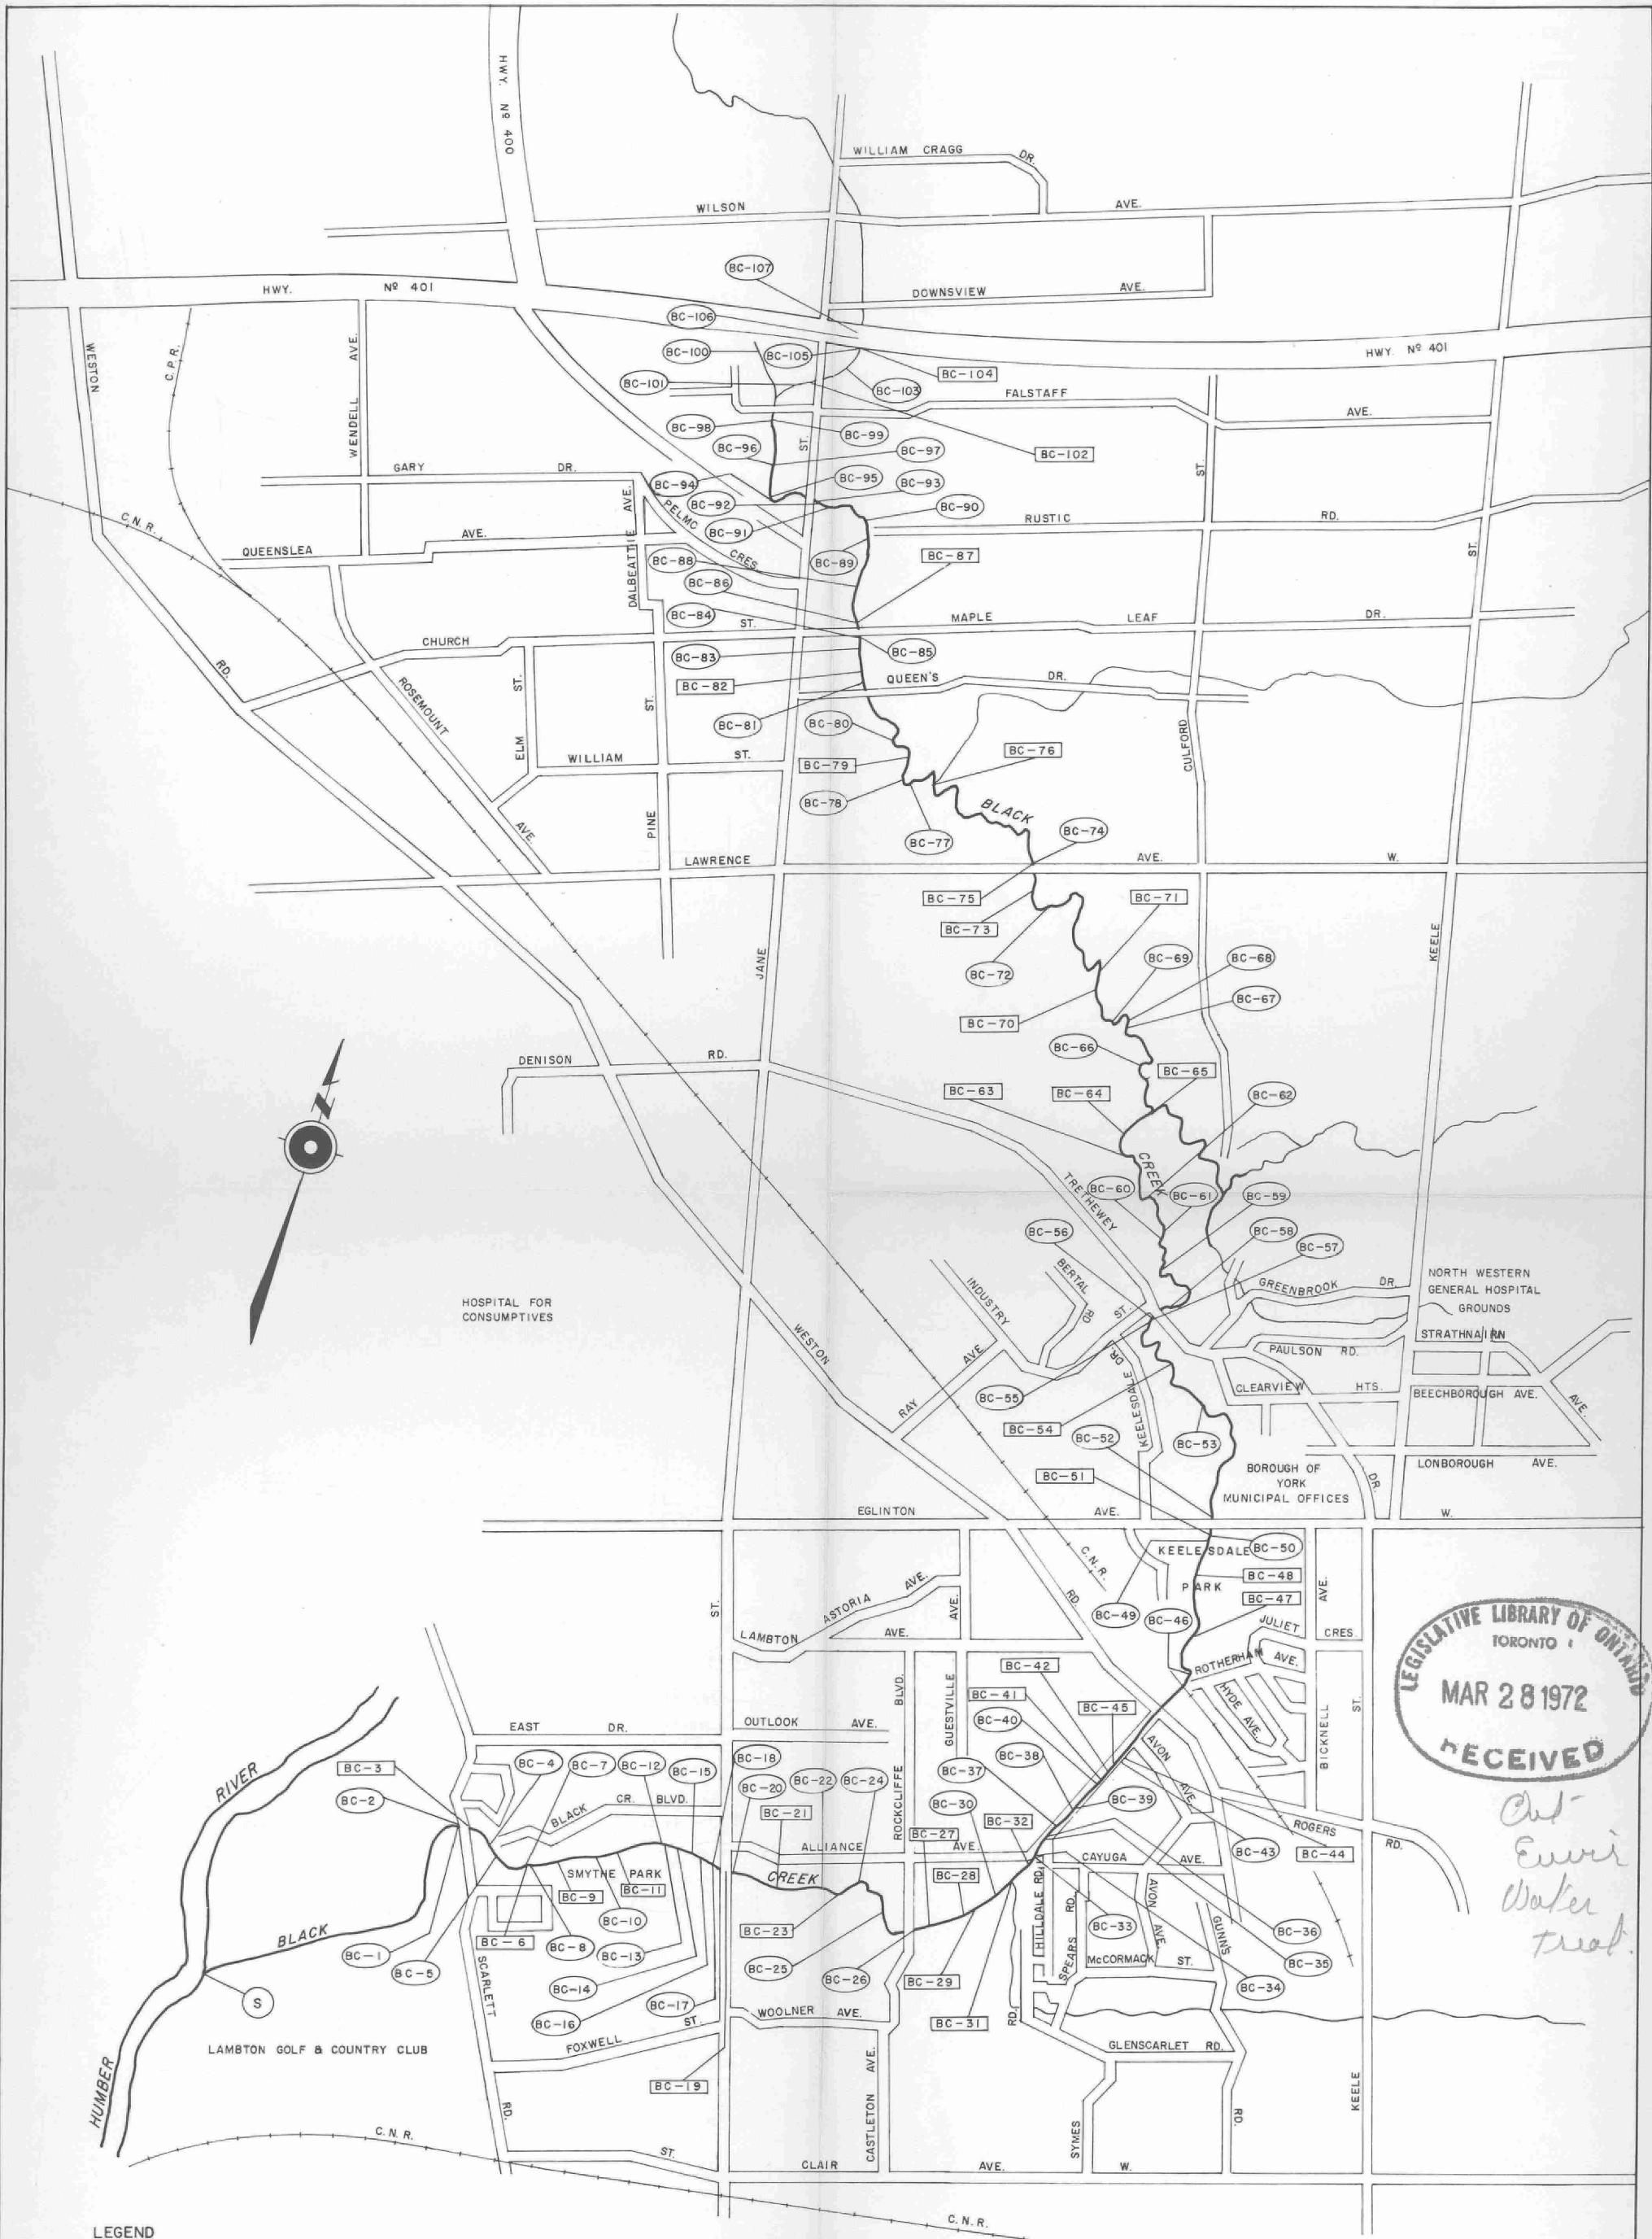 HWY. Nº 400
WILLIAM CRAGG DR.
WILSON AVE.
BC-107
DOWNSVIEW AVE.
HWY. Nº 401
BC-106
HWY. Nº 401
WESTON
C.P.R.
WENDELL AVE.
BC-100
BC-105
BC-104
BC-101
BC-103
FALSTAFF AVE.
BC-98
BC-99
ST.
BC-96
BC-97
BC-102
ST.
GARY DR.
BC-94
BC-95
BC-93
BC-92
BC-90
PELMO
CRES.
C.N.R.
RUSTIC RD.
BC-91
QUEENSLEA AVE.
DALBEATTIE AVE.
BC-88
BC-89
BC-87
ST.
BC-86
BC-84
ST.
MAPLE LEAF DR.
CHURCH
BC-85
BC-83
RD.
ROSEMOUNT
AVE.
ELM ST.
BC-82
QUEEN'S DR.
BC-81
BC-80
CULFORD
WILLIAM ST.
BC-76
BC-79
BC-78
BLACK
PINE ST.
BC-77
BC-74
LAWRENCE AVE. W.
BC-75
BC-71
BC-73
KEELE
JANE
BC-72
BC-69
BC-68
BC-67
BC-70
BC-66
DENISON RD.
BC-65
BC-63
BC-64
BC-62
N
CREEK
TRETHEWEY
BC-60
BC-61
BC-59
BC-56
BC-58
BC-57
BERTAL
RD.
INDUSTRY
ST.
GREENBROOK DR.
NORTH WESTERN
GENERAL HOSPITAL
GROUNDS
HOSPITAL FOR
CONSUMPTIVES
STRATHNAIRN
AVE.
WESTON
RAY AVE.
PAULSON RD.
BC-55
KEELESDALE DR.
CLEARVIEW HTS.
BEECHBOROUGH AVE.
BC-54
BC-52
BC-53
BC-51
BOROUGH OF
YORK
MUNICIPAL OFFICES
DR.
LONBOROUGH AVE.
EGLINTON AVE. W.
C.N.R.
KEELESDALE
PARK
BC-50
BC-48
BC-47
BC-49
BC-46
AVE.
JULIET CRES.
RD.
ST.
ASTORIA AVE.
AVE.
LAMBTON AVE.
ROTHERHAM AVE.
HYDE AVE.
BICKNELL
ST.
LEGISLATIVE LIBRARY OF ONTARIO
TORONTO
MAR 28 1972
RECEIVED
Ont
Envir
Water
treat.
BLVD.
GUESTVILLE
BC-42
BC-41
BC-45
BC-40
EAST DR.
OUTLOOK AVE.
BC-38
AVON
AVE.
BC-37
BC-3
BC-4
BC-7
BC-12
BC-15
BC-18
BC-20
BC-22
BC-24
BC-2
BLACK CR. BLVD.
BC-21
ROCKCLIFFE
BC-30
BC-39
BC-32
BC-27
ROGERS RD.
RIVER
ALLIANCE AVE.
CAYUGA AVE.
BC-43
BC-44
SMYTHE PARK
CREEK
BC-28
BC-9
BC-11
BC-10
BC-23
HILLDALE RD.
SPEARS RD.
BC-33
AVON AVE.
GUNN'S
BC-36
BLACK
BC-1
BC-6
BC-8
BC-13
BC-5
BC-25
BC-26
BC-29
McCORMACK ST.
BC-35
BC-34
BC-14
SCARLETT
S
BC-17
BC-16
WOOLNER AVE.
BC-31
RD.
FOXWELL ST.
GLENSCARLET RD.
LAMBTON GOLF & COUNTRY CLUB
BC-19
HUMBER
RD.
CASTLETON AVE.
SYMES
RD.
KEELE
C.N.R.
ST.
CLAIR AVE. W.
C.N.R.
LEGEND